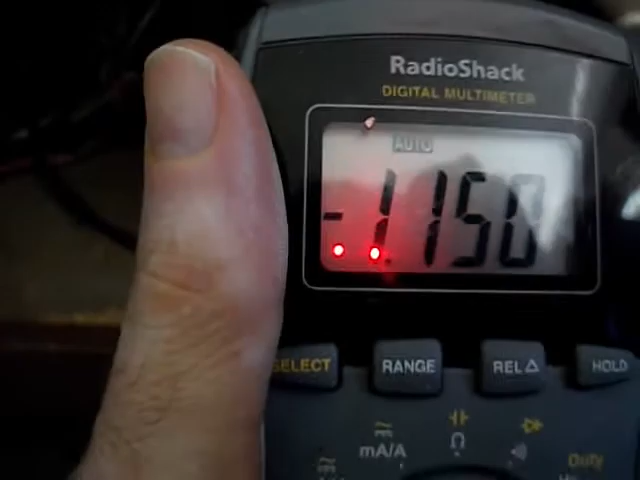 RadioShack
DIGITAL MULTIMETER
AUTO
-1.150
SELECT RANGE REL△ HOLD
mA/A Ω
Duty